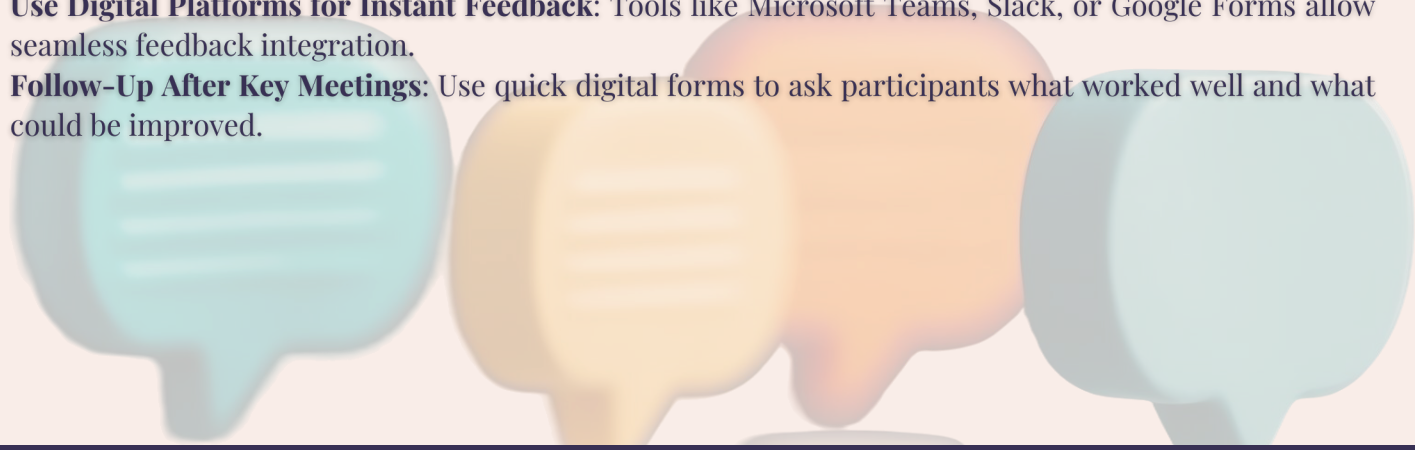 Use Digital Platforms for Instant Feedback: Tools like Microsoft Teams, Slack, or Google Forms allow
seamless feedback integration.
Follow-Up After Key Meetings: Use quick digital forms to ask participants what worked well and what
could be improved.